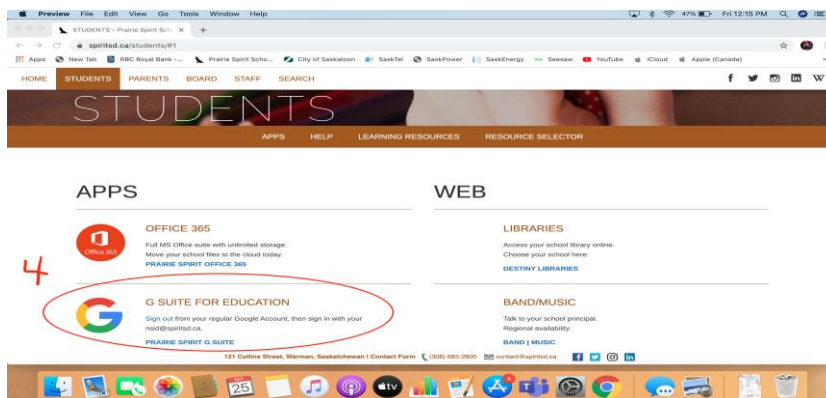 Preview File Edit View Go Tools Window Help 47% Fri 12:15 PM
STUDENTS – Prairie Spirit Sch
spiritsd.ca/students/#1
Apps New Tab RBC Royal Bank -... Prairie Spirit Scho... City of Saskatoon SaskTel SaskPower SaskEnergy Seesaw YouTube iCloud Apple (Canada)
HOME STUDENTS PARENTS BOARD STAFF SEARCH
STUDENTS
APPS HELP LEARNING RESOURCES RESOURCE SELECTOR
APPS
OFFICE 365
Office 365
Full MS Office suite with unlimited storage.
Move your school files to the cloud today.
PRAIRIE SPIRIT OFFICE 365
4
G SUITE FOR EDUCATION
Sign out from your regular Google Account, then sign in with your
nsid@spiritsd.ca.
PRAIRIE SPIRIT G SUITE
WEB
LIBRARIES
Access your school library online.
Choose your school here:
DESTINY LIBRARIES
BAND/MUSIC
Talk to your school principal.
Regional availability.
BAND | MUSIC
121 Collins Street, Warman, Saskatchewan I Contact Form (306) 683-2800 contact@spiritsd.ca
25
tv